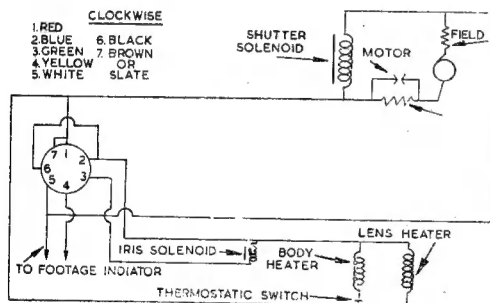 CLOCKWISE
1.RED
2.BLUE
3.GREEN
4.YELLOW
5.WHITE
6.BLACK
7.BROWN
OR
SLATE
SHUTTER
SOLENOID
FIELD
MOTOR
7 1 2
6 3
5 4
LENS HEATER
IRIS SOLENOID
BODY
HEATER
TO FOOTAGE INDIATOR
THERMOSTATIC SWITCH